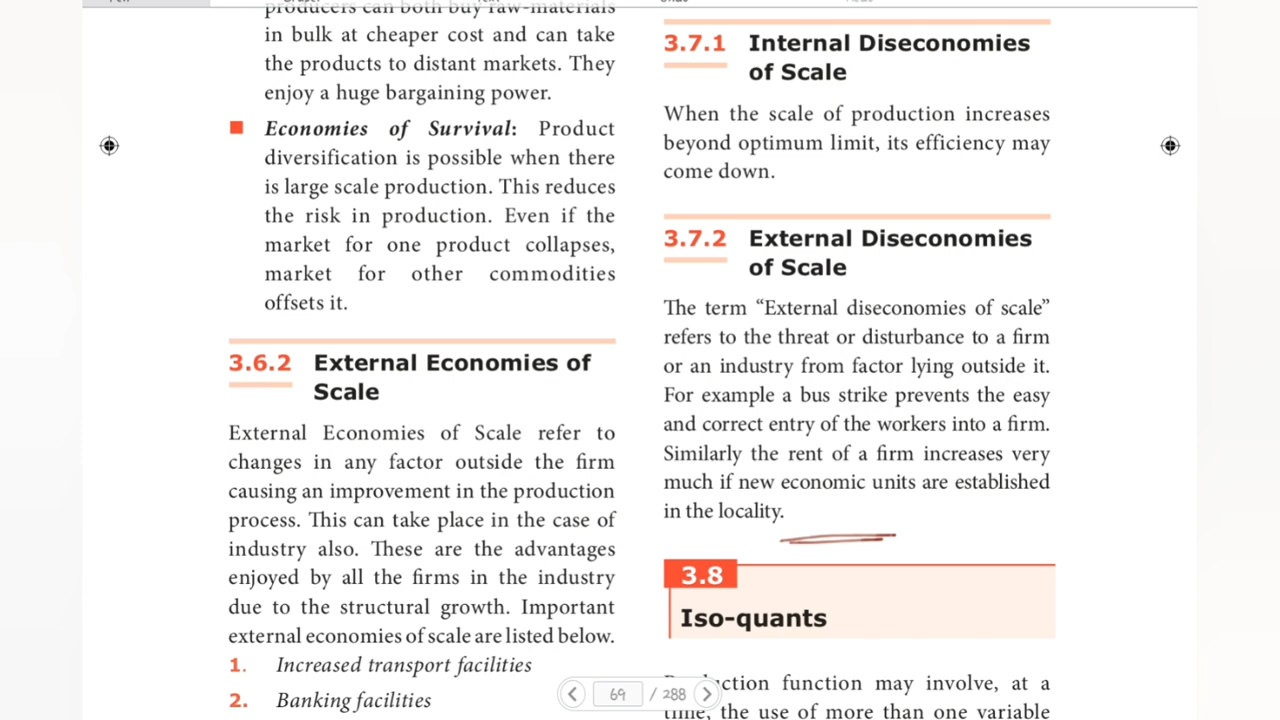 producers can both buy raw-materials
in bulk at cheaper cost and can take
the products to distant markets. They
enjoy a huge bargaining power.
Economies of Survival: Product
diversification is possible when there
is large scale production. This reduces
the risk in production. Even if the
market for one product collapses,
market for other commodities
offsets it.
3.6.2 External Economies of
Scale
External Economies of Scale refer to
changes in any factor outside the firm
causing an improvement in the production
process. This can take place in the case of
industry also. These are the advantages
enjoyed by all the firms in the industry
due to the structural growth. Important
external economies of scale are listed below.
1. Increased transport facilities
2. Banking facilities
3.7.1 Internal Diseconomies
of Scale
When the scale of production increases
beyond optimum limit, its efficiency may
come down.
3.7.2 External Diseconomies
of Scale
The term “External diseconomies of scale”
refers to the threat or disturbance to a firm
or an industry from factor lying outside it.
For example a bus strike prevents the easy
and correct entry of the workers into a firm.
Similarly the rent of a firm increases very
much if new economic units are established
in the locality.
3.8
Iso-quants
function may involve, at a
time, the use of more than one variable
69 / 288